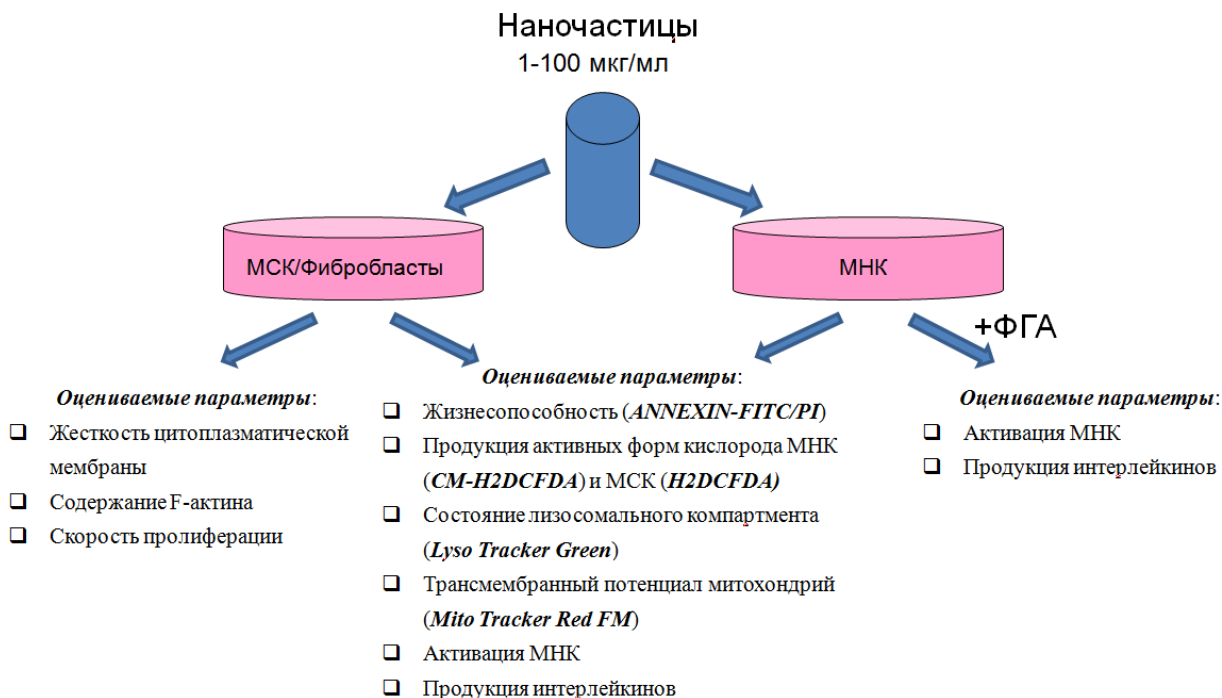 Наночастицы
1-100 мкг/мл
МСК/Фибробласты
МНК
+ФГА
Оцениваемые параметры:
Жесткость цитоплазматической
мембраны
Содержание F-актина
Скорость пролиферации
Оцениваемые параметры:
Жизнесопособность (ANNEXIN-FITC/PI)
Продукция активных форм кислорода МНК
(CM-H2DCFDA) и МСК (H2DCFDA)
Состояние лизосомального компартмента
(Lyso Tracker Green)
Трансмембранный потенциал митохондрий
(Mito Tracker Red FM)
Активация МНК
Продукция интерлейкинов
Оцениваемые параметры:
Активация МНК
Продукция интерлейкинов